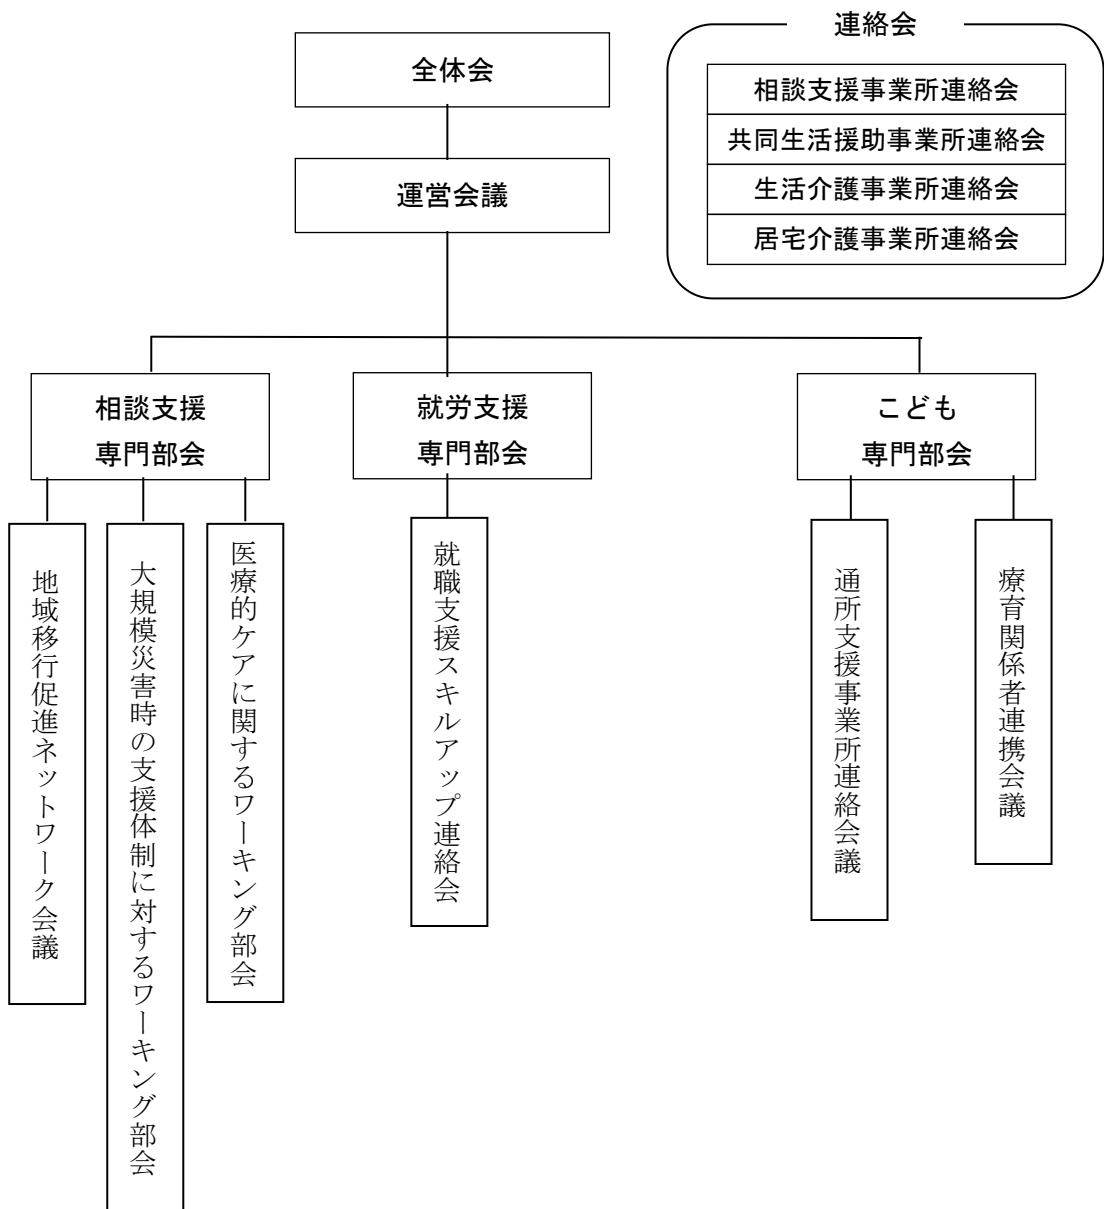 連絡会
全体会
運営会議
相談支援事業所連絡会
共同生活援助事業所連絡会
生活介護事業所連絡会
居宅介護事業所連絡会
相談支援
専門部会
就労支援
専門部会
こども
専門部会
地域移行促進ネットワーク会議
大規模災害時の支援体制に対するワーキング部会
医療的ケアに関するワーキング部会
就職支援スキルアップ連絡会
通所支援事業所連絡会議
療育関係者連携会議